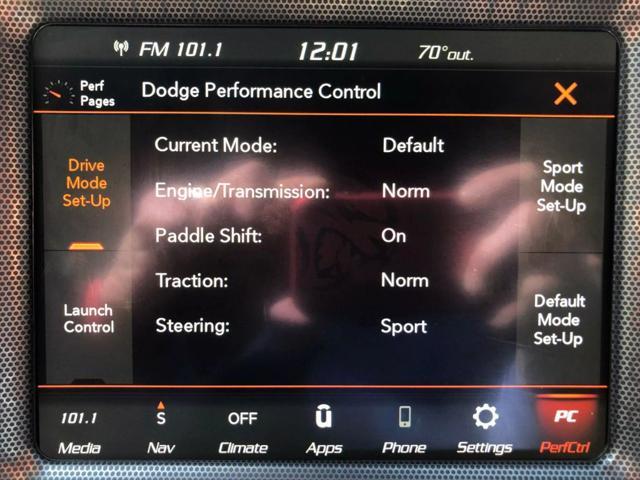 FM 101.1 12:01 70°out.
Perf Pages
Dodge Performance Control
Drive Mode Set-Up
Launch Control
Current Mode: Default
Engine/Transmission: Norm
Paddle Shift: On
Traction: Norm
Steering: Sport
Sport Mode Set-Up
Default Mode Set-Up
101.1 S OFF ū PC
Media Nav Climate Apps Phone Settings PerfCtrl